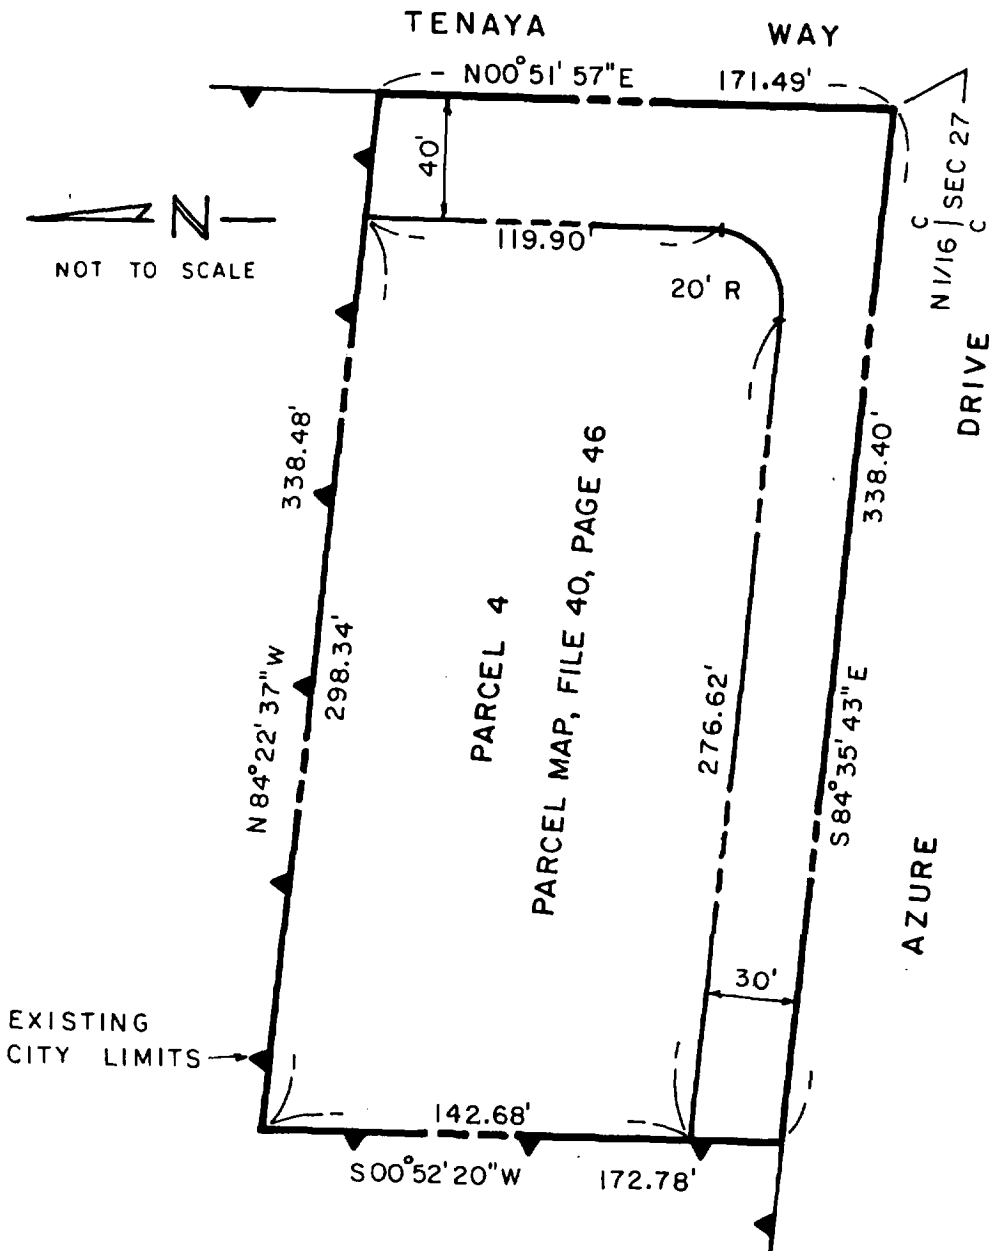 TENAYA WAY
N00°51'57"E 171.49'
40'
N
NOT TO SCALE
119.90'
20' R
C C
N 1/16 SEC 27
338.48'
298.34'
N84°22'37"W
PARCEL 4
PARCEL MAP, FILE 40, PAGE 46
276.62'
338.40'
S84°35'43"E
AZURE DRIVE
30'
EXISTING
CITY LIMITS
142.68'
S00°52'20"W 172.78'